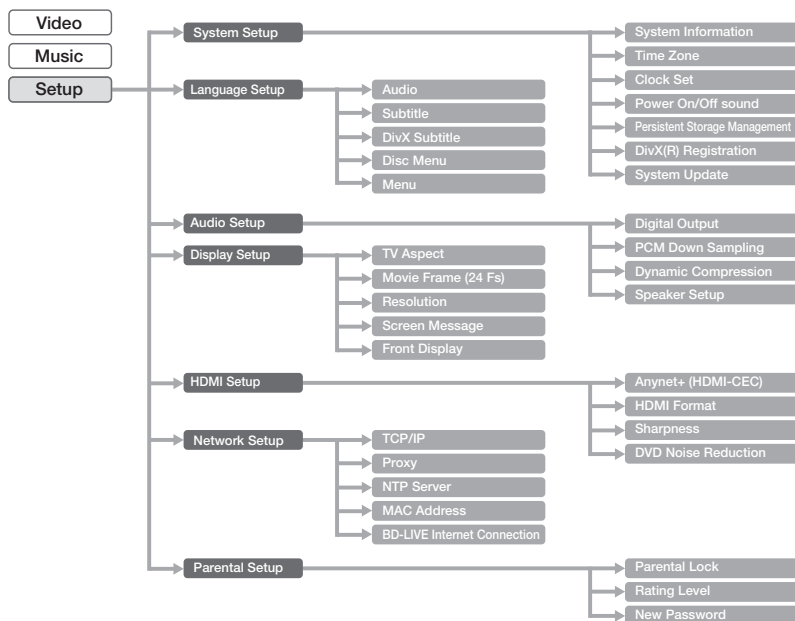 Video
Music
Setup
System Setup
System Information
Time Zone
Clock Set
Power On/Off sound
Persistent Storage Management
DivX(R) Registration
System Update
Language Setup
Audio
Subtitle
DivX Subtitle
Disc Menu
Menu
Audio Setup
Digital Output
PCM Down Sampling
Dynamic Compression
Speaker Setup
Display Setup
TV Aspect
Movie Frame (24 Fs)
Resolution
Screen Message
Front Display
HDMI Setup
Anynet+ (HDMI-CEC)
HDMI Format
Sharpness
DVD Noise Reduction
Network Setup
TCP/IP
Proxy
NTP Server
MAC Address
BD-LIVE Internet Connection
Parental Setup
Parental Lock
Rating Level
New Password